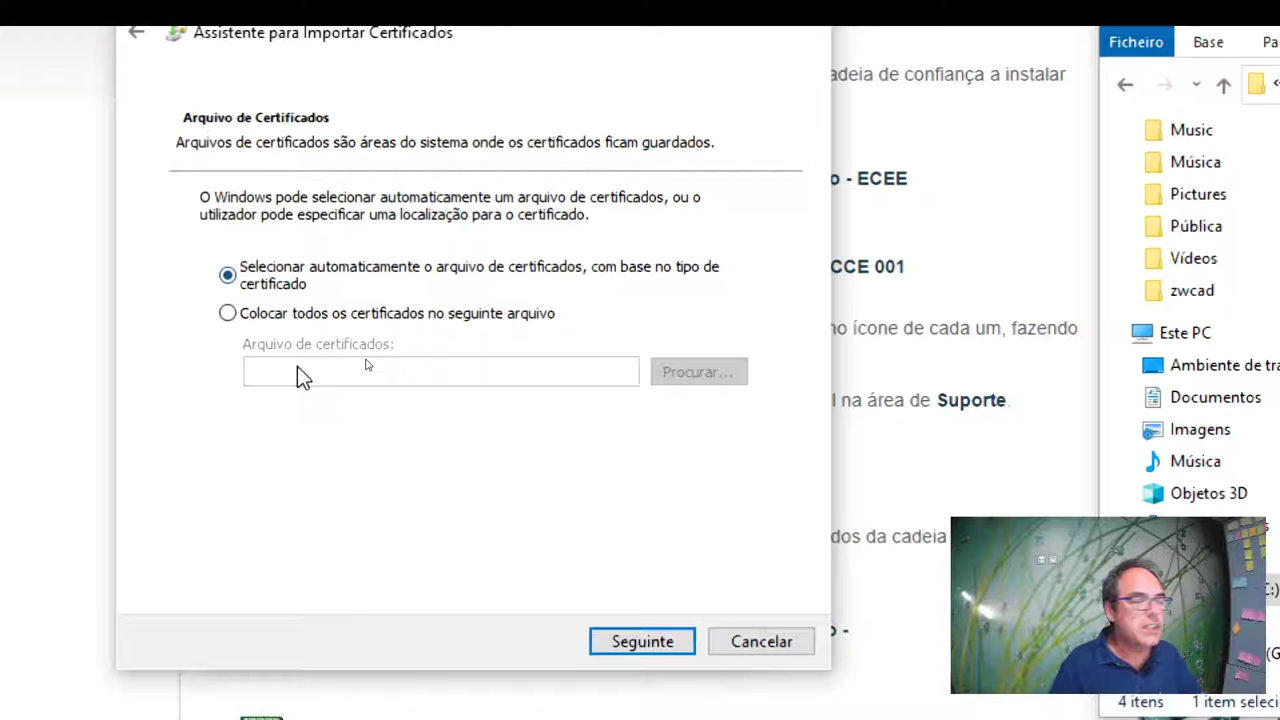 Assistente para Importar Certificados
Arquivo de Certificados
Arquivos de certificados são áreas do sistema onde os certificados ficam guardados.
O Windows pode selecionar automaticamente um arquivo de certificados, ou o
utilizador pode especificar uma localização para o certificado.
Selecionar automaticamente o arquivo de certificados, com base no tipo de
certificado
Colocar todos os certificados no seguinte arquivo
Arquivo de certificados:
Procurar...
Seguinte
Cancelar
adeia de confiança a instalar
o - ECEE
CCE 001
no ícone de cada um, fazendo
l na área de Suporte.
dos da cadeia
o -
Ficheiro
Base
Pa
Music
Música
Pictures
Pública
Vídeos
zwcad
Este PC
Ambiente de tra
Documentos
Imagens
Música
Objetos 3D
C:)
(G
4 itens
1 item seleci